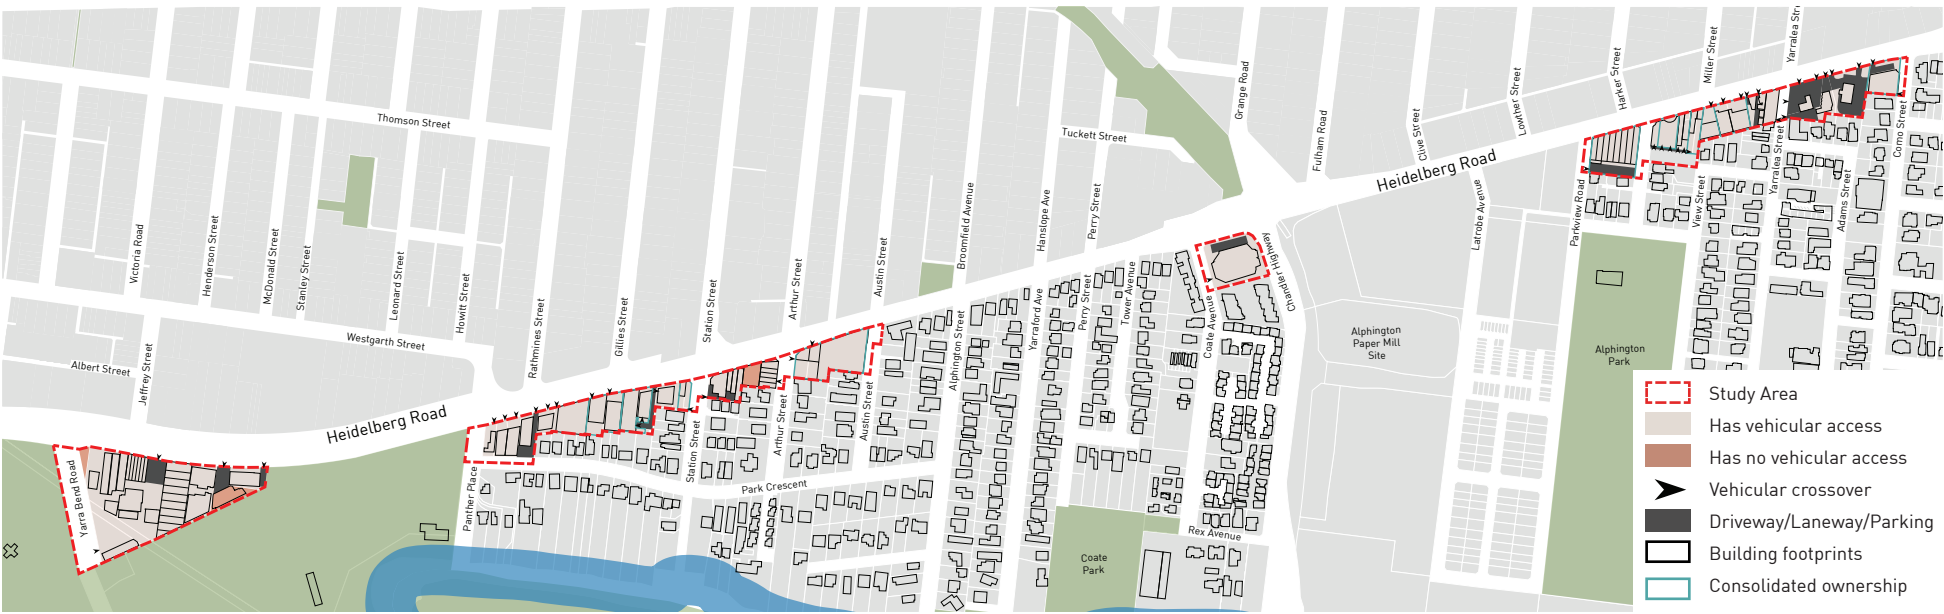 Thomson Street
Victoria Road
Henderson Street
McDonald Street
Stanley Street
Leonard Street
Howitt Street
Westgarth Street
Albert Street
Jeffrey Street
Rathmines Street
Gillies Street
Station Street
Arthur Street
Austin Street
Broomfield Avenue
Hanslope Ave
Perry Street
Tuckett Street
Grange Road
Fulham Road
Clive Street
Lowther Street
Harker Street
Miller Street
Yarralea Str
Heidelberg Road
Heidelberg Road
Yarra Bend Road
Panther Place
Station Street
Arthur Street
Austin Street
Park Crescent
Alphington Street
Yarraford Ave
Perry Street
Tower Avenue
Coate Avenue
Chandler Highway
Rex Avenue
Coate
Park
Alphington
Paper Mill
Site
Latrobe Avenue
Parkview Road
View Street
Yarralea Street
Adams Street
Como Street
Alphington
Park
Study Area
Has vehicular access
Has no vehicular access
Vehicular crossover
Driveway/Laneway/Parking
Building footprints
Consolidated ownership